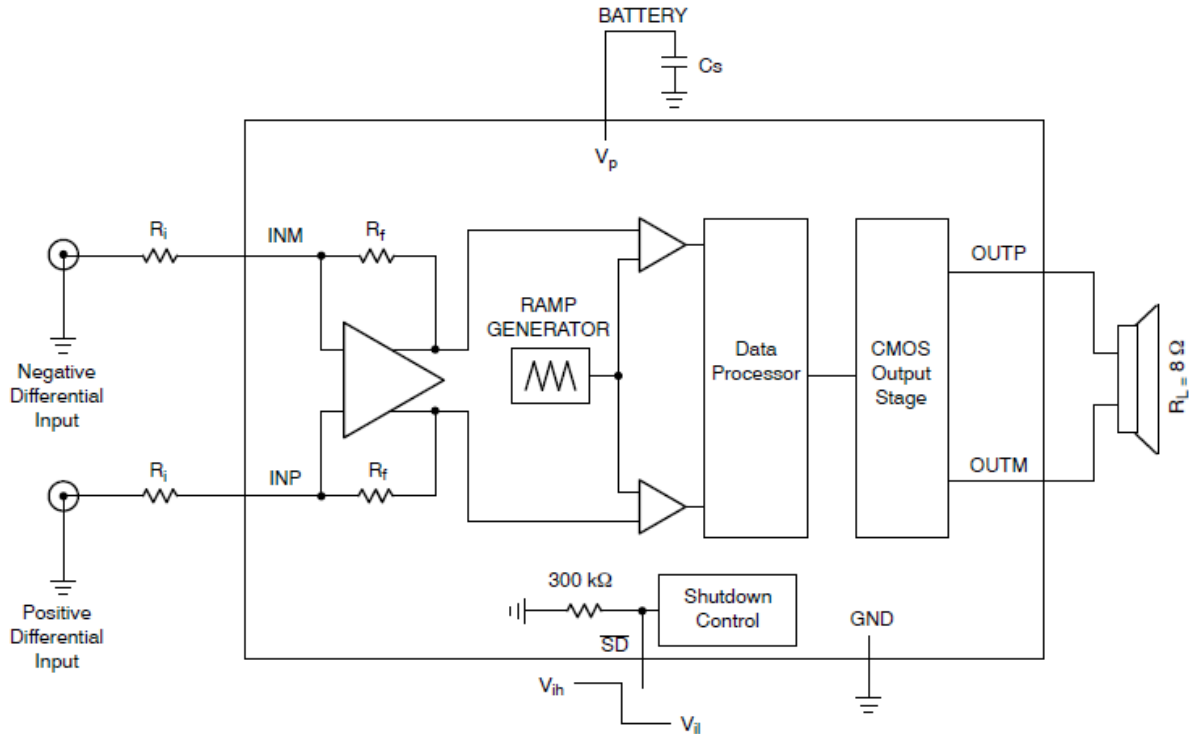 BATTERY
Cs
Vp
Ri
INM
Rf
OUTP
RAMP
GENERATOR
Negative
Differential
Input
Data
Processor
CMOS
Output
Stage
RL = 8 Ω
Ri
INP
Rf
OUTM
300 kΩ
Shutdown
Control
GND
Positive
Differential
Input
SD
Vih
Vil